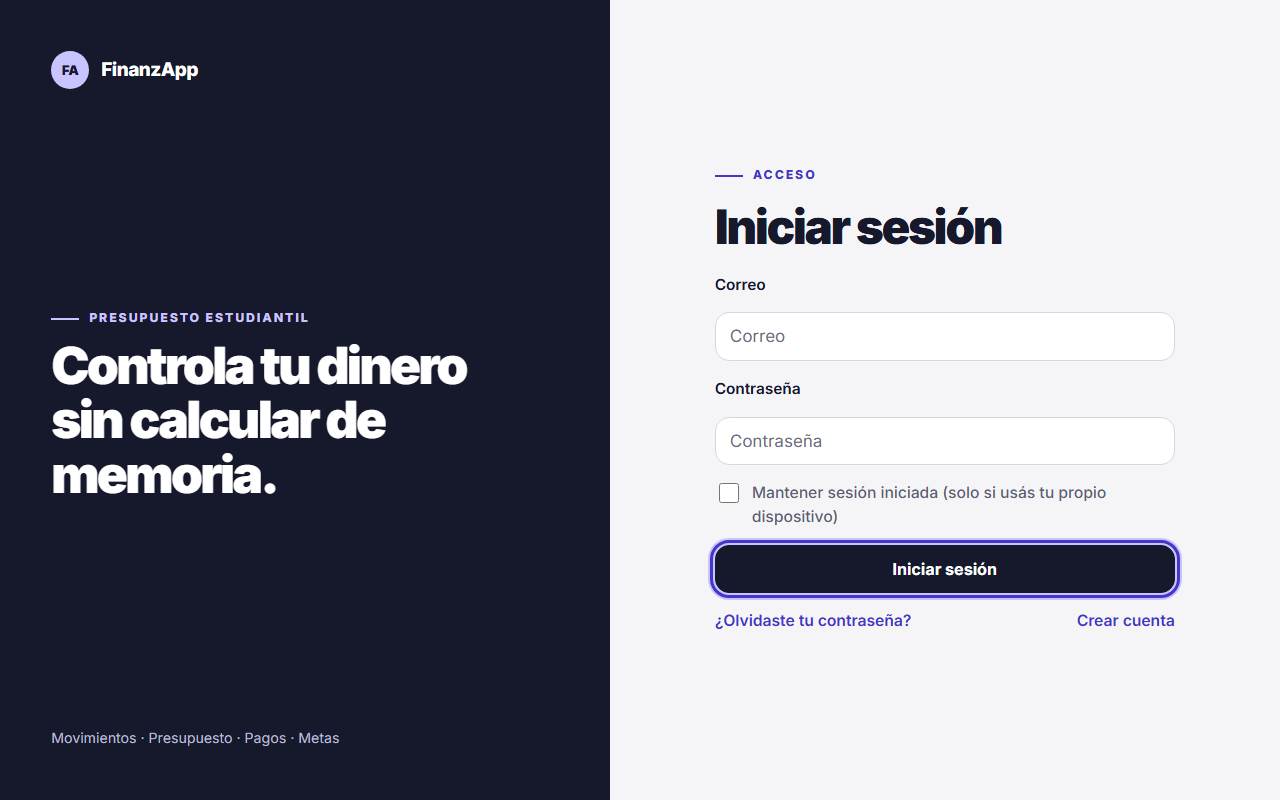 FA
FinanzApp
PRESUPUESTO ESTUDIANTIL
Controla tu dinero
sin calcular de
memoria.
Movimientos · Presupuesto · Pagos · Metas
ACCESO
Iniciar sesión
Correo
Correo
Contraseña
Contraseña
Mantener sesión iniciada (solo si usás tu propio
dispositivo)
Iniciar sesión
¿Olvidaste tu contraseña?
Crear cuenta